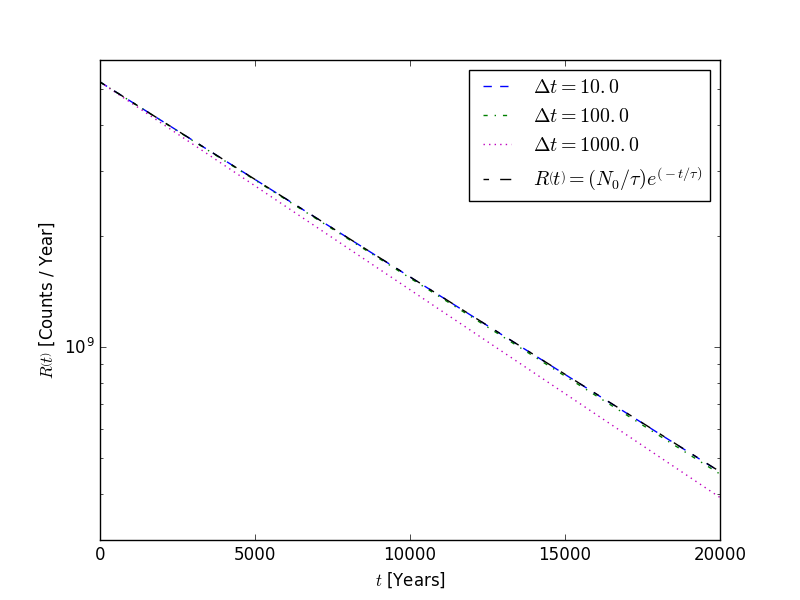 Δt = 10.0
Δt = 100.0
Δt = 1000.0
R(t) = (N₀/τ)e^(−t/τ)
R(t) [Counts / Year]
10⁹
0 5000 10000 15000 20000
t [Years]